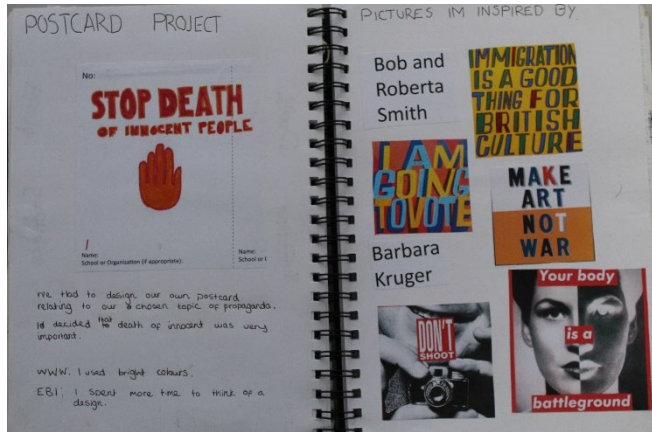 POSTCARD PROJECT
No:
STOP DEATH
OF INNOCENT PEOPLE
Name:
School or Organisation (if appropriate):
Name:
School or
We Had to design our own postcard
relating to our chosen topic of propaganda.
I decided that death of innocent was very
important.
WWW: I used bright colours.
EBI: I spent more time to think of a
design.
PICTURES IM INSPIRED BY
Bob and
Roberta
Smith
IMMIGRATION
IS A GOOD
THING FOR
BRITISH
CULTURE
I AM
GOING
TO VOTE
MAKE
ART
NOT
WAR
Barbara
Kruger
DON'T
SHOOT
Your body
is a
battleground